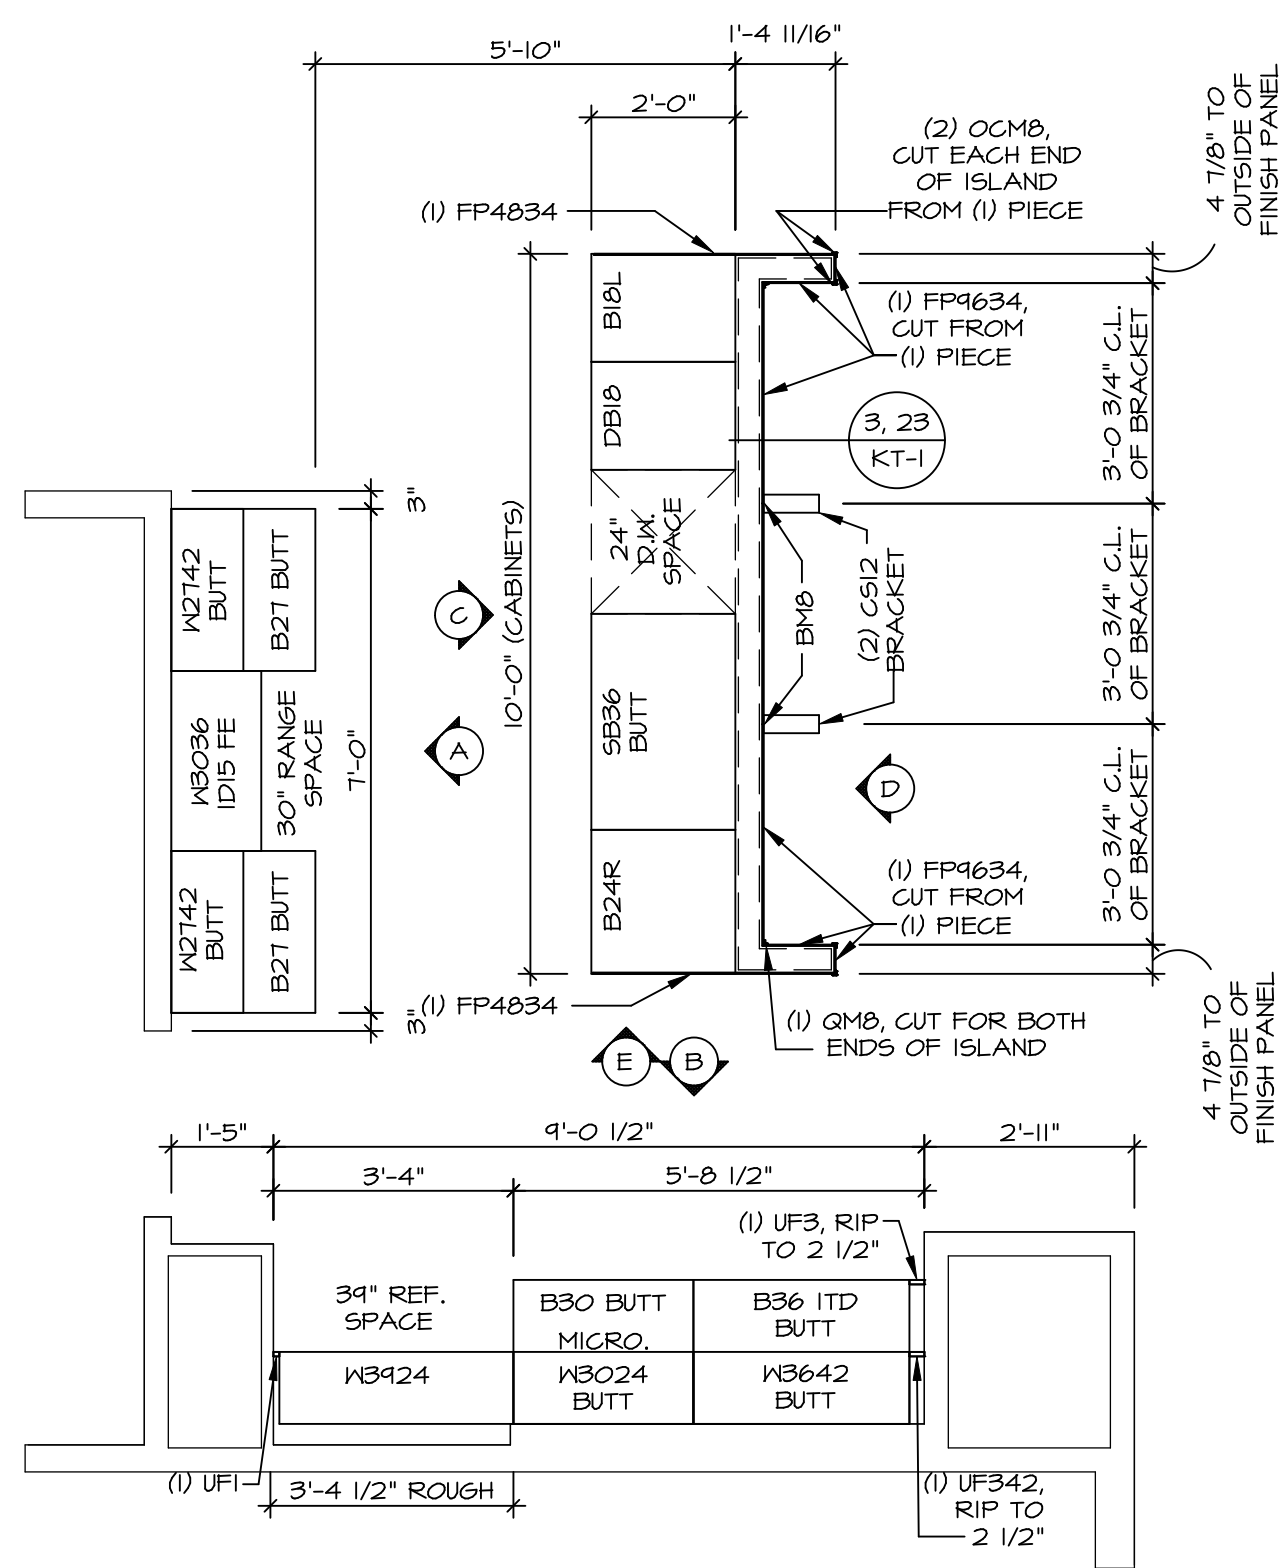 5'-10"
1'-4 11/16"
2'-0"
(2) OCM8,
CUT EACH END
OF ISLAND
FROM (1) PIECE
4 7/8" TO
OUTSIDE OF
FINISH PANEL
(1) FP4834
B18L
(1) FP9634,
CUT FROM
(1) PIECE
3'-0 3/4" C.L.
OF BRACKET
DB18
3, 23
KT-1
3"
24"
D.W.
SPACE
10'-0" (CABINETS)
W2742
BUTT
B27 BUTT
C
BM8
(2) CS12
BRACKET
3'-0 3/4" C.L.
OF BRACKET
W3036
1D15 FE
30" RANGE
SPACE
7'-0"
A
SB36
BUTT
D
3'-0 3/4" C.L.
OF BRACKET
W2742
BUTT
B27 BUTT
B24R
(1) FP9634,
CUT FROM
(1) PIECE
3"
(1) FP4834
(1) QM8, CUT FOR BOTH
ENDS OF ISLAND
4 7/8" TO
OUTSIDE OF
FINISH PANEL
E
B
1'-5"
9'-0 1/2"
2'-11"
3'-4"
5'-8 1/2"
(1) UF3, RIP
TO 2 1/2"
39" REF.
SPACE
B30 BUTT
MICRO.
B36 1TD
BUTT
W3924
W3024
BUTT
W3642
BUTT
(1) UF1
3'-4 1/2" ROUGH
(1) UF342,
RIP TO
2 1/2"